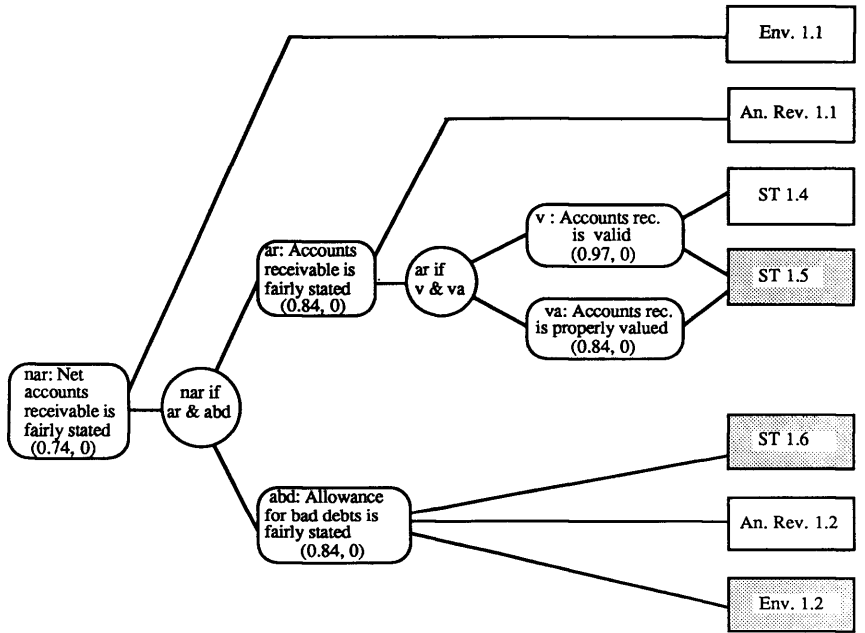 Env. 1.1
An. Rev. 1.1
ST 1.4
v : Accounts rec.
is valid
(0.97, 0)
ar: Accounts
receivable is
fairly stated
(0.84, 0)
ar if
v & va
ST 1.5
va: Accounts rec.
is properly valued
(0.84, 0)
nar: Net
accounts
receivable is
fairly stated
(0.74, 0)
nar if
ar & abd
ST 1.6
abd: Allowance
for bad debts is
fairly stated
(0.84, 0)
An. Rev. 1.2
Env. 1.2